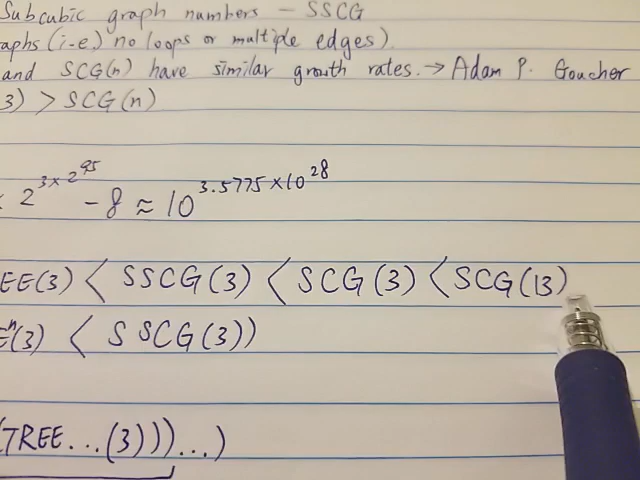 Subcubic graph numbers - SSCG
aphs (i-e) no loops or multiple edges).
and SCG(n) have similar growth rates. → Adam P. Goucher
3) > SCG(n)
2^{3×2^{95}} - 8 ≈ 10^{3.5775×10^{28}}
EE(3) < SSCG(3) < SCG(3) < SCG(13)
E^n(3) < SSCG(3))
(TREE...(3)))...)